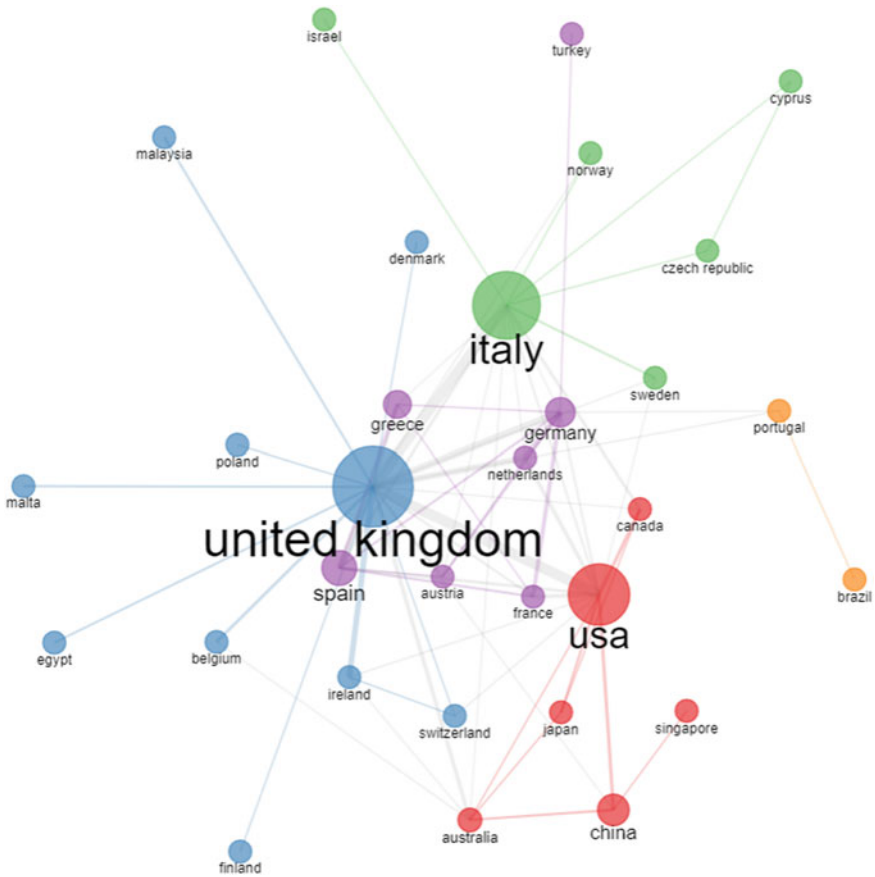 israel
turkey
cyprus
malaysia
norway
denmark
czech republic
italy
sweden
greece
germany
portugal
poland
netherlands
malta
canada
united kingdom
spain
austria
france
brazil
usa
egypt
belgium
ireland
switzerland
japan
singapore
australia
china
finland